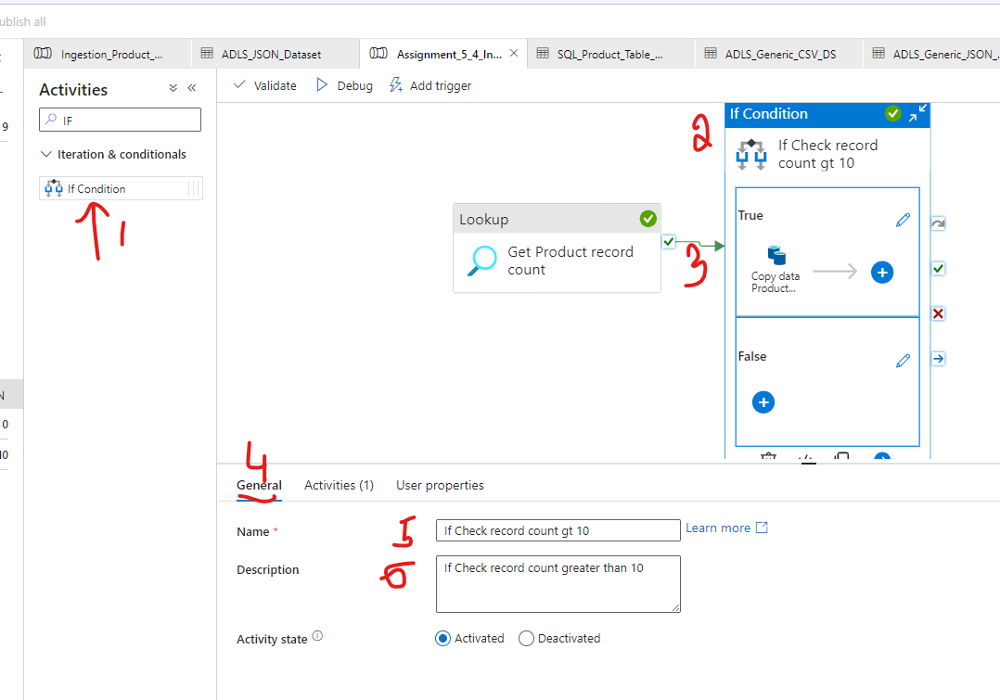 ublish all
Ingestion_Product_...
ADLS_JSON_Dataset
Assignment_5_4_In...
SQL_Product_Table_...
ADLS_Generic_CSV_DS
ADLS_Generic_JSON_.
Activities
Validate
Debug
Add trigger
9
IF
Iteration & conditionals
If Condition
1
2
If Condition
If Check record
count gt 10
Lookup
Get Product record
count
3
True
Copy data
Product...
False
N
0
10
4
General
Activities (1)
User properties
Name *
5
If Check record count gt 10
Learn more
Description
6
If Check record count greater than 10
Activity state
Activated
Deactivated